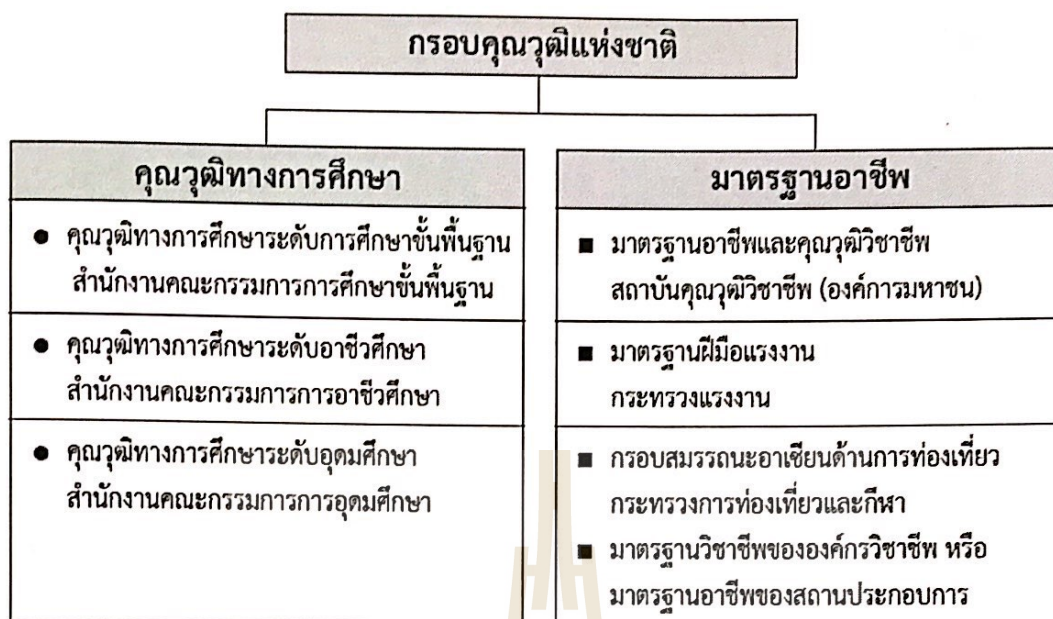 กรอบคุณวุฒิแห่งชาติ
คุณวุฒิทางการศึกษา
● คุณวุฒิทางการศึกษาระดับการศึกษาขั้นพื้นฐาน
สำนักงานคณะกรรมการการศึกษาขั้นพื้นฐาน
● คุณวุฒิทางการศึกษาระดับอาชีวศึกษา
สำนักงานคณะกรรมการการอาชีวศึกษา
● คุณวุฒิทางการศึกษาระดับอุดมศึกษา
สำนักงานคณะกรรมการการอุดมศึกษา
มาตรฐานอาชีพ
■ มาตรฐานอาชีพและคุณวุฒิวิชาชีพ
สถาบันคุณวุฒิวิชาชีพ (องค์การมหาชน)
■ มาตรฐานฝีมือแรงงาน
กระทรวงแรงงาน
■ กรอบสมรรถนะอาเซียนด้านการท่องเที่ยว
กระทรวงการท่องเที่ยวและกีฬา
■ มาตรฐานวิชาชีพขององค์กรวิชาชีพ หรือ
มาตรฐานอาชีพของสถานประกอบการ